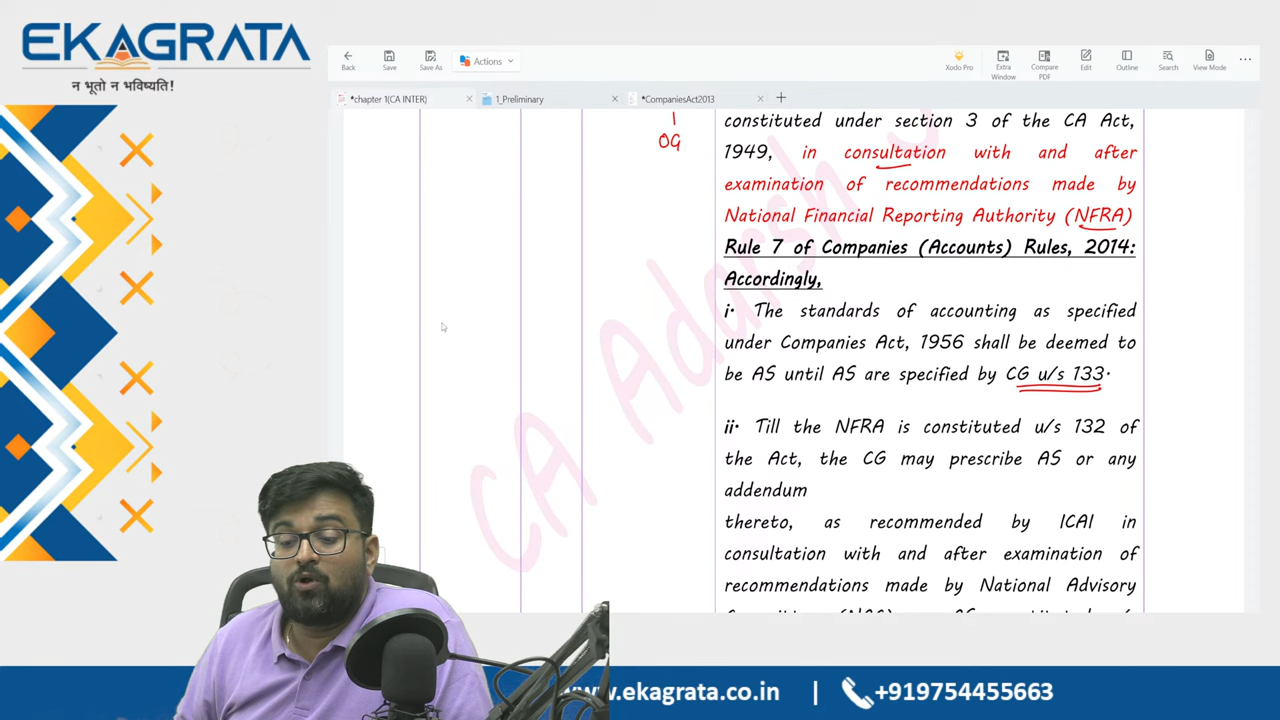 EKAGRATA
न भूतो न भविष्यति!
Back
Save
Save As
Actions
Xodo Pro
Extra Window
Compare PDF
Edit
Outline
Search
View Mode
*chapter 1(CA INTER)
1_Preliminary
*CompaniesAct2013
1
OG
constituted under section 3 of the CA Act,
1949, in consultation with and after
examination of recommendations made by
National Financial Reporting Authority (NFRA)
Rule 7 of Companies (Accounts) Rules, 2014:
Accordingly,
i. The standards of accounting as specified
under Companies Act, 1956 shall be deemed to
be AS until AS are specified by CG u/s 133.
ii. Till the NFRA is constituted u/s 132 of
the Act, the CG may prescribe AS or any
addendum
thereto, as recommended by ICAI in
consultation with and after examination of
recommendations made by National Advisory
CA Adarsh
www.ekagrata.co.in | +919754455663